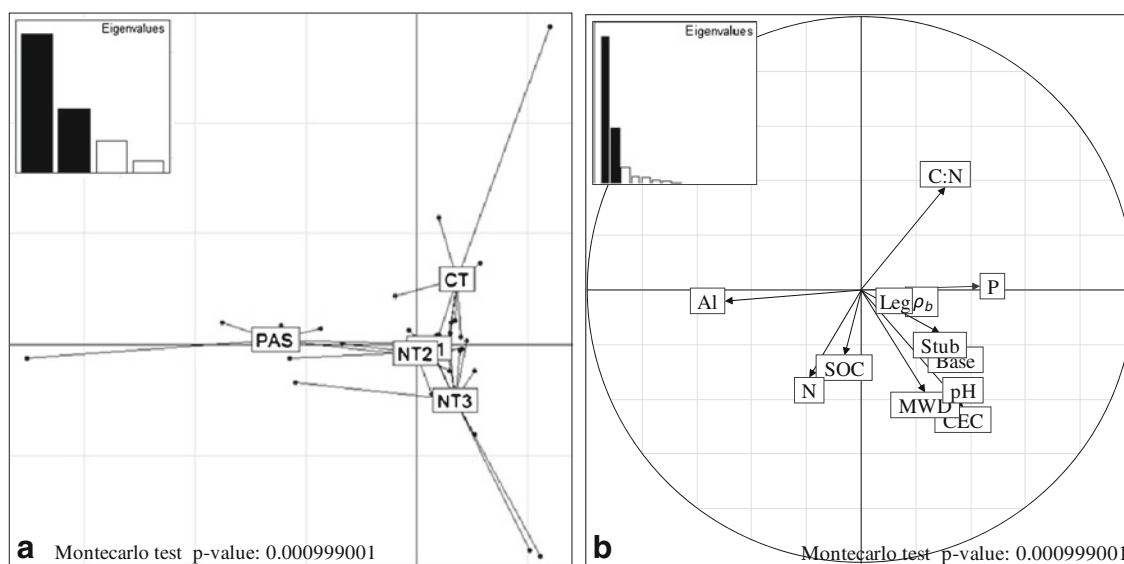 Eigenvalues
CT
PAS
1
NT2
NT3
a
Montecarlo test p-value: 0.000999001
Eigenvalues
C:N
P
Al
Leg
ρb
Stub
Base
SOC
N
pH
MWD
CEC
b
Montecarlo test p-value: 0.000999001